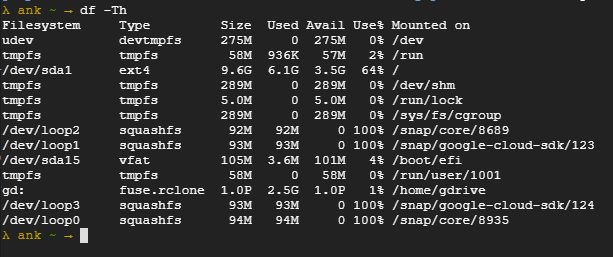 λ ank ~ → df -Th
Filesystem     Type         Size  Used Avail Use% Mounted on
udev           devtmpfs     275M     0  275M   0% /dev
tmpfs          tmpfs         58M  936K   57M   2% /run
/dev/sda1      ext4         9.6G  6.1G  3.5G  64% /
tmpfs          tmpfs        289M     0  289M   0% /dev/shm
tmpfs          tmpfs        5.0M     0  5.0M   0% /run/lock
tmpfs          tmpfs        289M     0  289M   0% /sys/fs/cgroup
/dev/loop2     squashfs      92M   92M     0 100% /snap/core/8689
/dev/loop1     squashfs      93M   93M     0 100% /snap/google-cloud-sdk/123
/dev/sda15     vfat         105M  3.6M  101M   4% /boot/efi
tmpfs          tmpfs         58M     0   58M   0% /run/user/1001
gd:            fuse.rclone  1.0P  2.5G  1.0P   1% /home/gdrive
/dev/loop3     squashfs      93M   93M     0 100% /snap/google-cloud-sdk/124
/dev/loop0     squashfs      94M   94M     0 100% /snap/core/8935
λ ank ~ →